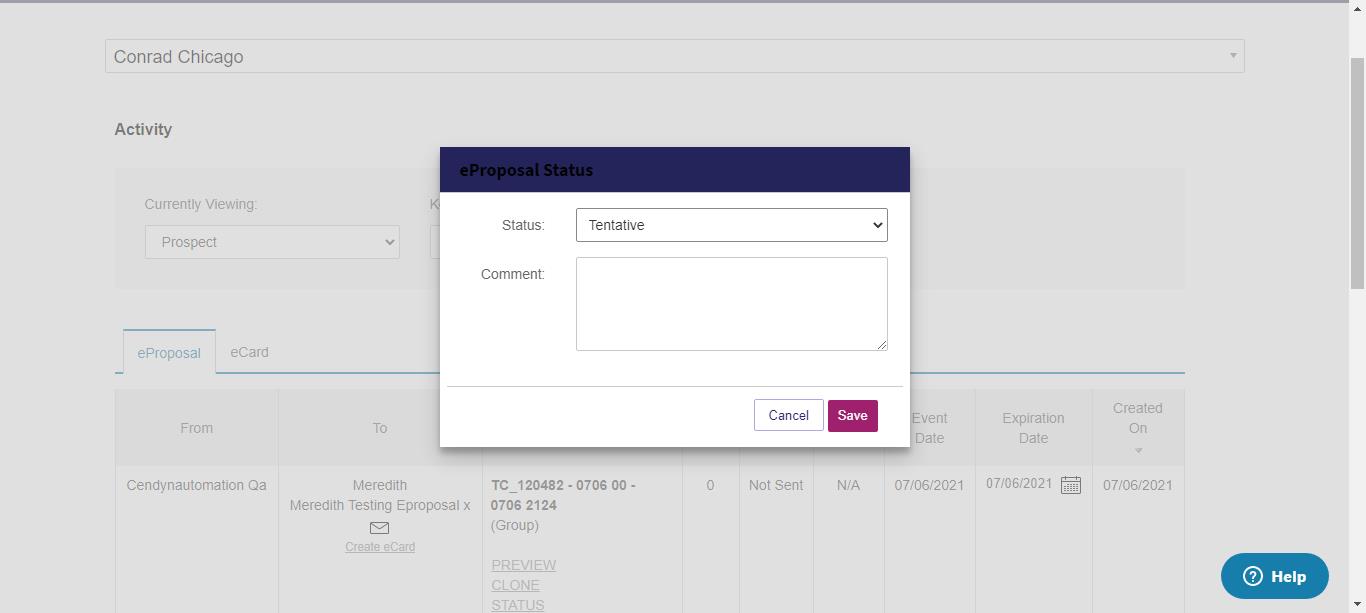 Conrad Chicago
Activity
eProposal Status
Currently Viewing:
Prospect
Status:
Tentative
Comment:
Cancel
Save
eProposal
eCard
From
To
Event
Date
Expiration
Date
Created
On
Cendynautomation Qa
Meredith
Meredith Testing Eproposal x
Create eCard
TC_120482 - 0706 00 -
0706 2124
(Group)
PREVIEW
CLONE
STATUS
0
Not Sent
N/A
07/06/2021
07/06/2021
07/06/2021
Help